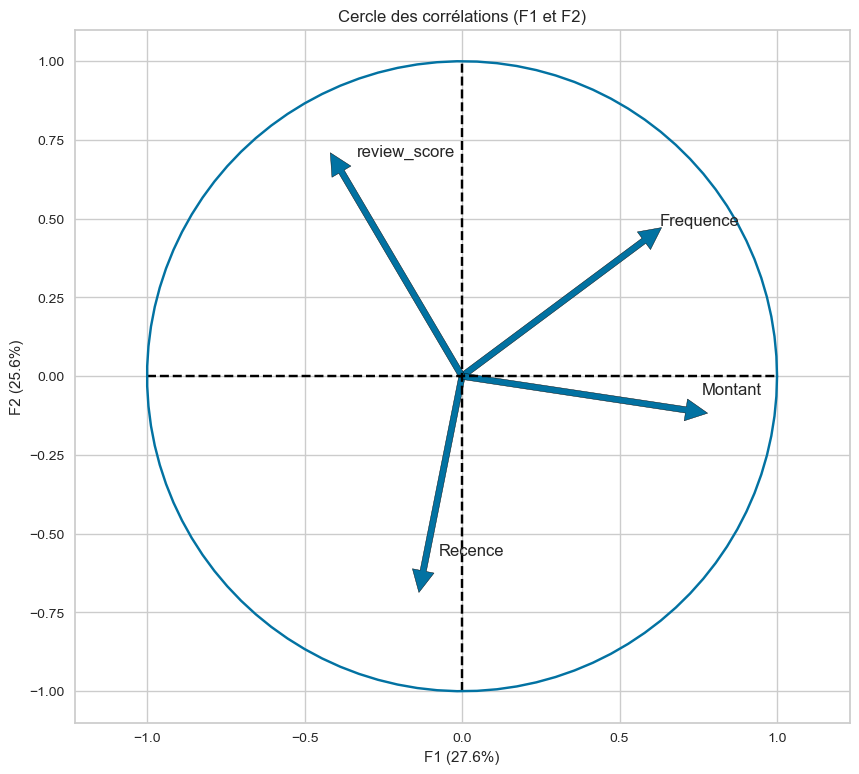 Cercle des corrélations (F1 et F2)
1.00
0.75
0.50
0.25
0.00
−0.25
−0.50
−0.75
−1.00
F2 (25.6%)
review_score
Frequence
Montant
Recence
−1.0
−0.5
0.0
0.5
1.0
F1 (27.6%)